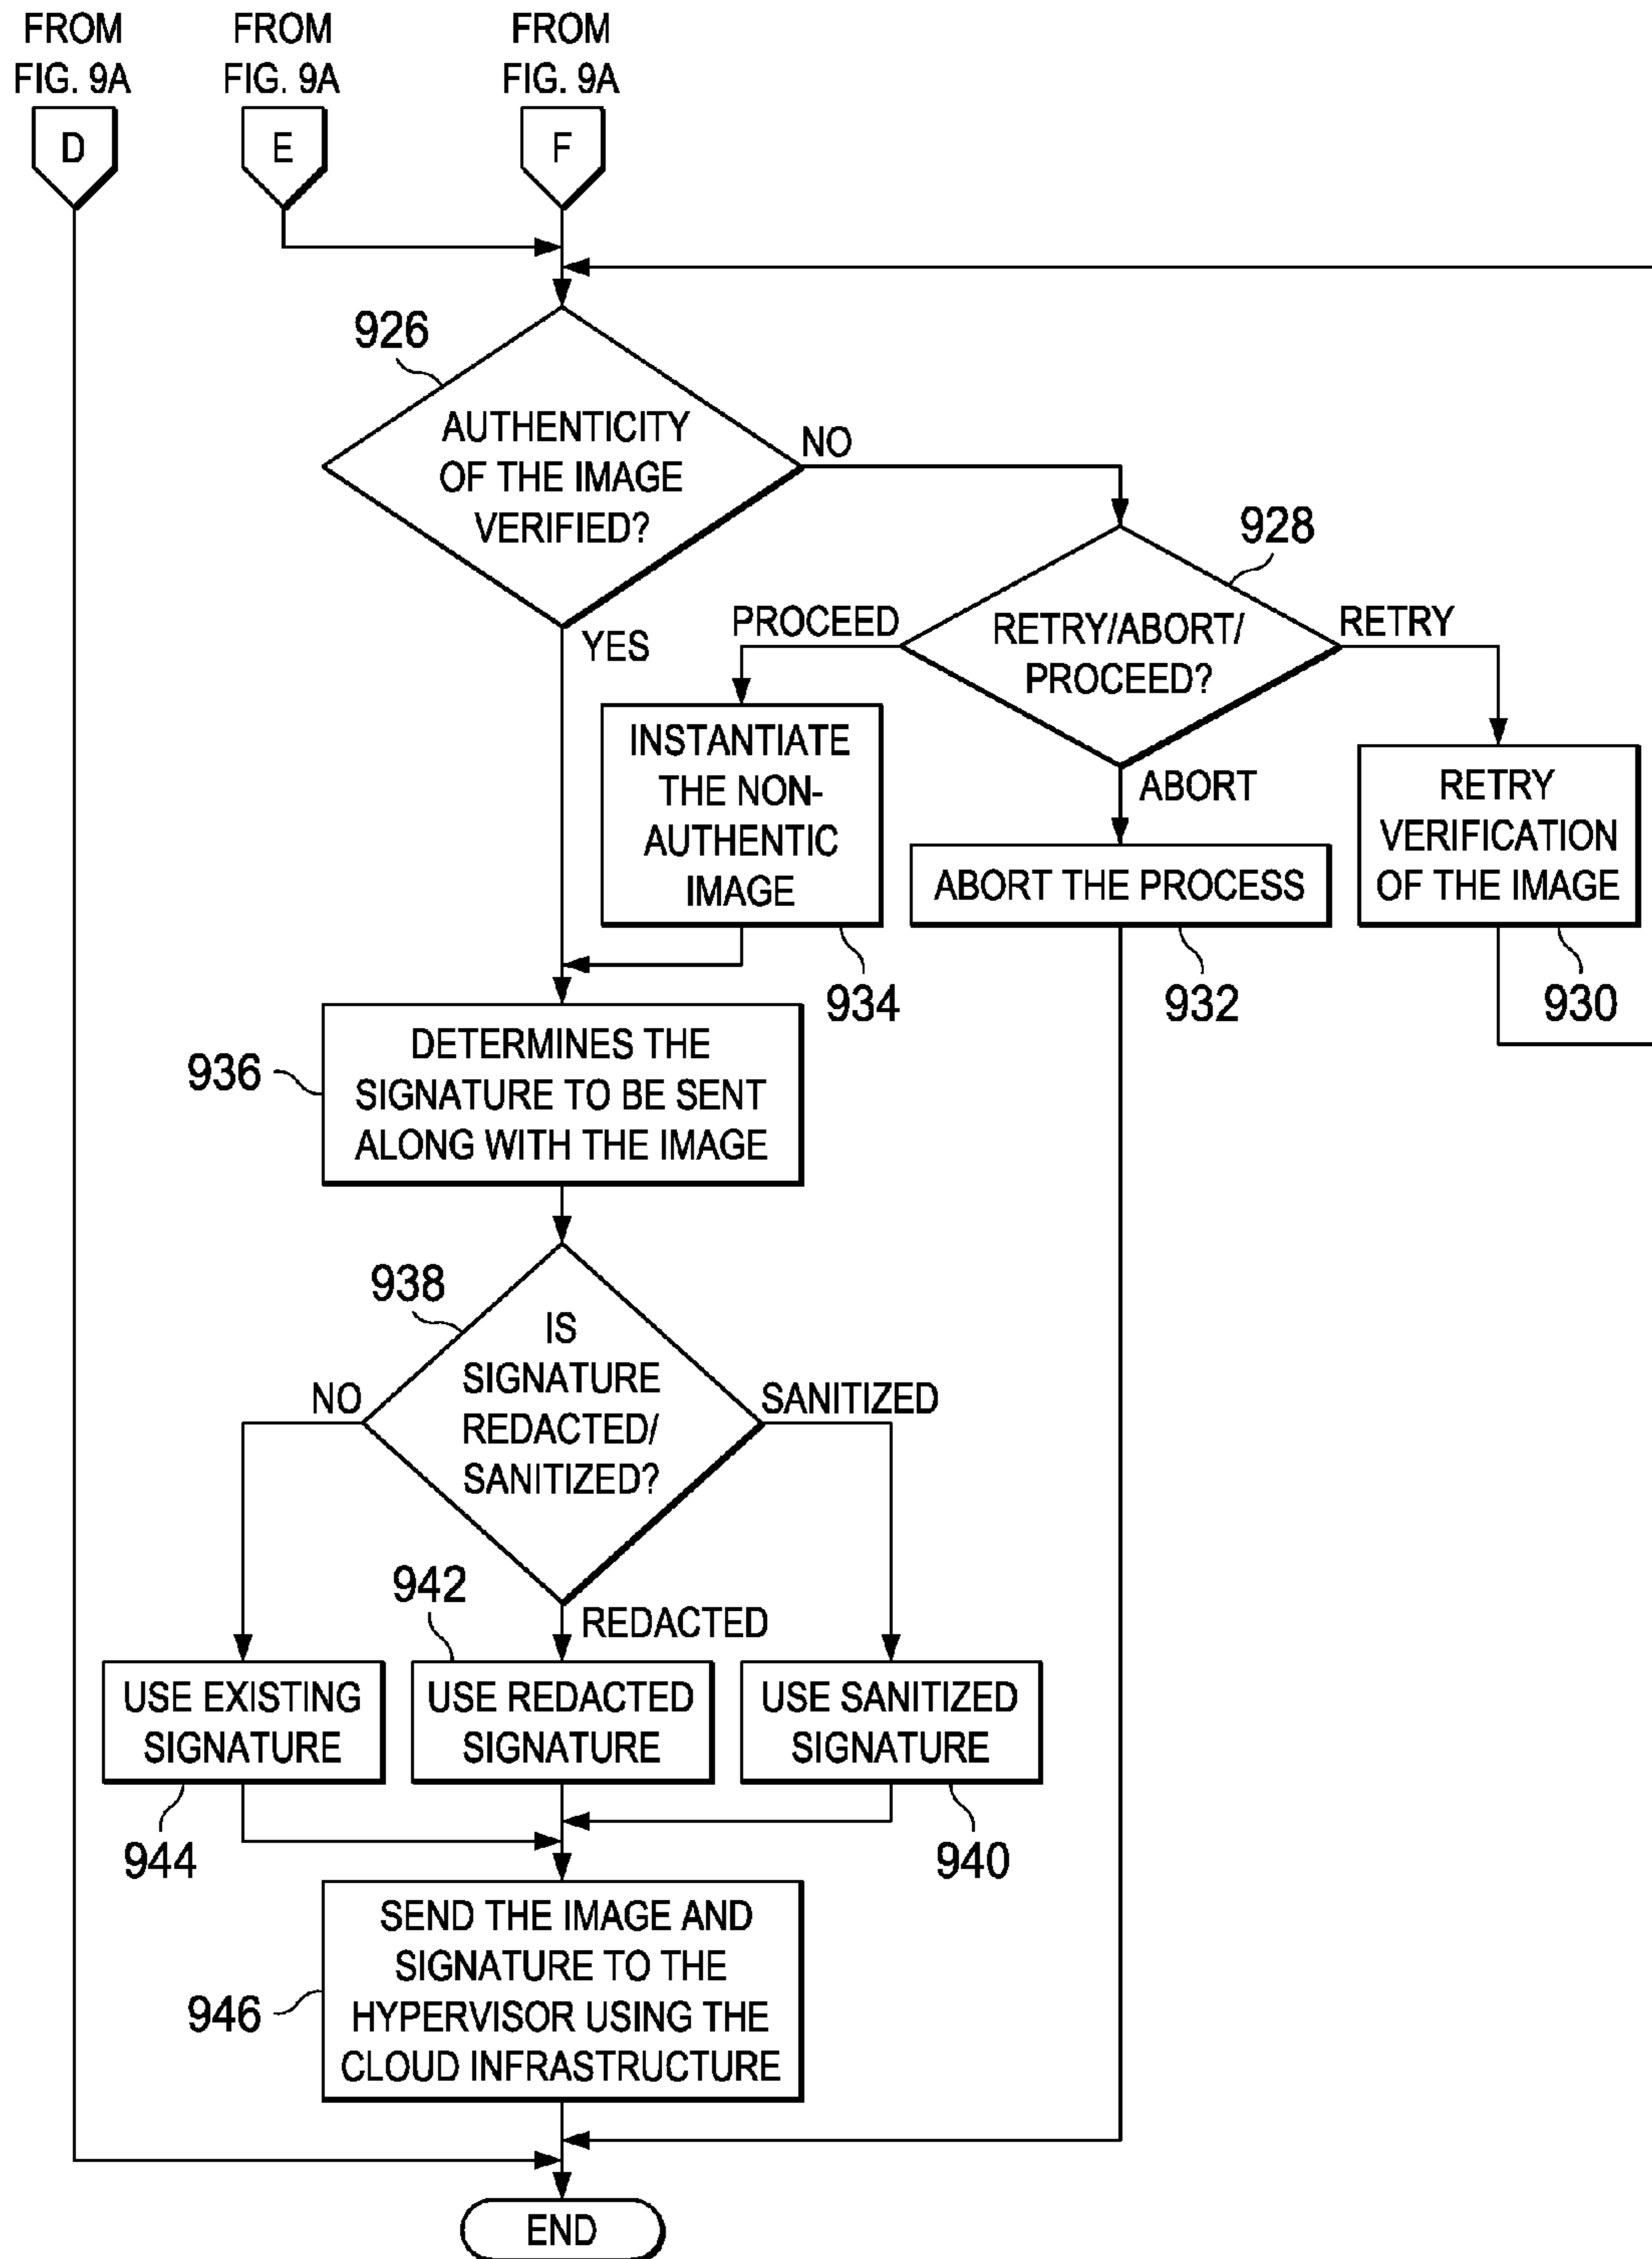 FROM
FIG. 9A
FROM
FIG. 9A
FROM
FIG. 9A
D
E
F
926
AUTHENTICITY
OF THE IMAGE
VERIFIED?
NO
YES
928
RETRY/ABORT/
PROCEED?
PROCEED
RETRY
ABORT
INSTANTIATE
THE NON-
AUTHENTIC
IMAGE
934
ABORT THE PROCESS
932
RETRY
VERIFICATION
OF THE IMAGE
930
936
DETERMINES THE
SIGNATURE TO BE SENT
ALONG WITH THE IMAGE
938
IS
SIGNATURE
REDACTED/
SANITIZED?
NO
SANITIZED
REDACTED
942
USE EXISTING
SIGNATURE
944
USE REDACTED
SIGNATURE
USE SANITIZED
SIGNATURE
940
946
SEND THE IMAGE AND
SIGNATURE TO THE
HYPERVISOR USING THE
CLOUD INFRASTRUCTURE
END